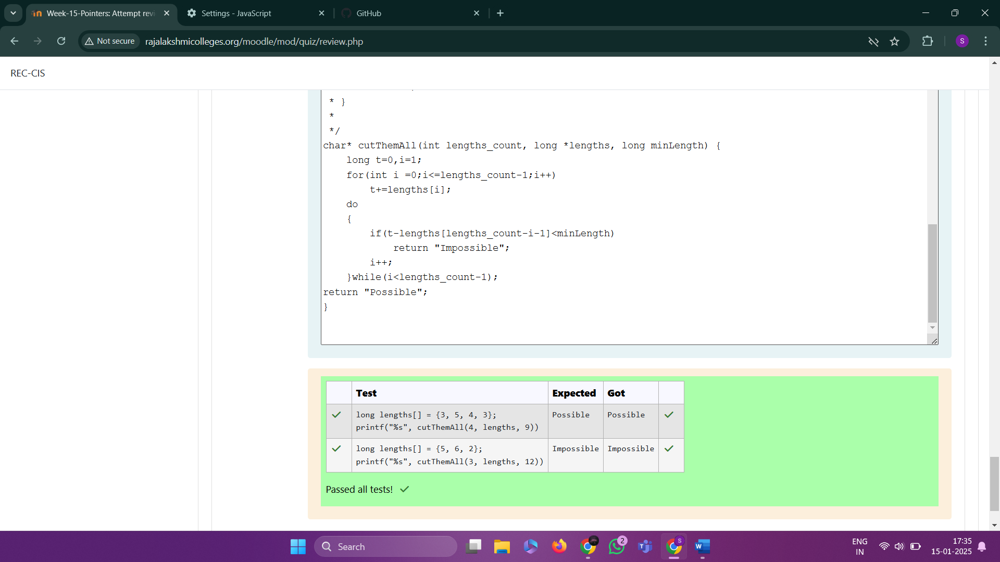 Week-15-Pointers: Attempt revi
Settings - JavaScript
GitHub
Not secure
rajalakshmicolleges.org/moodle/mod/quiz/review.php
S
REC-CIS
* }
*
*/
char* cutThemAll(int lengths_count, long *lengths, long minLength) {
    long t=0,i=1;
    for(int i =0;i<=lengths_count-1;i++)
        t+=lengths[i];
    do
    {
        if(t-lengths[lengths_count-i-1]<minLength)
            return "Impossible";
        i++;
    }while(i<lengths_count-1);
return "Possible";
}
Test Expected Got
long lengths[] = {3, 5, 4, 3}; Possible Possible
printf("%s", cutThemAll(4, lengths, 9))
long lengths[] = {5, 6, 2}; Impossible Impossible
printf("%s", cutThemAll(3, lengths, 12))
Passed all tests!
Search
2
S
ENG
IN
17:35
15-01-2025